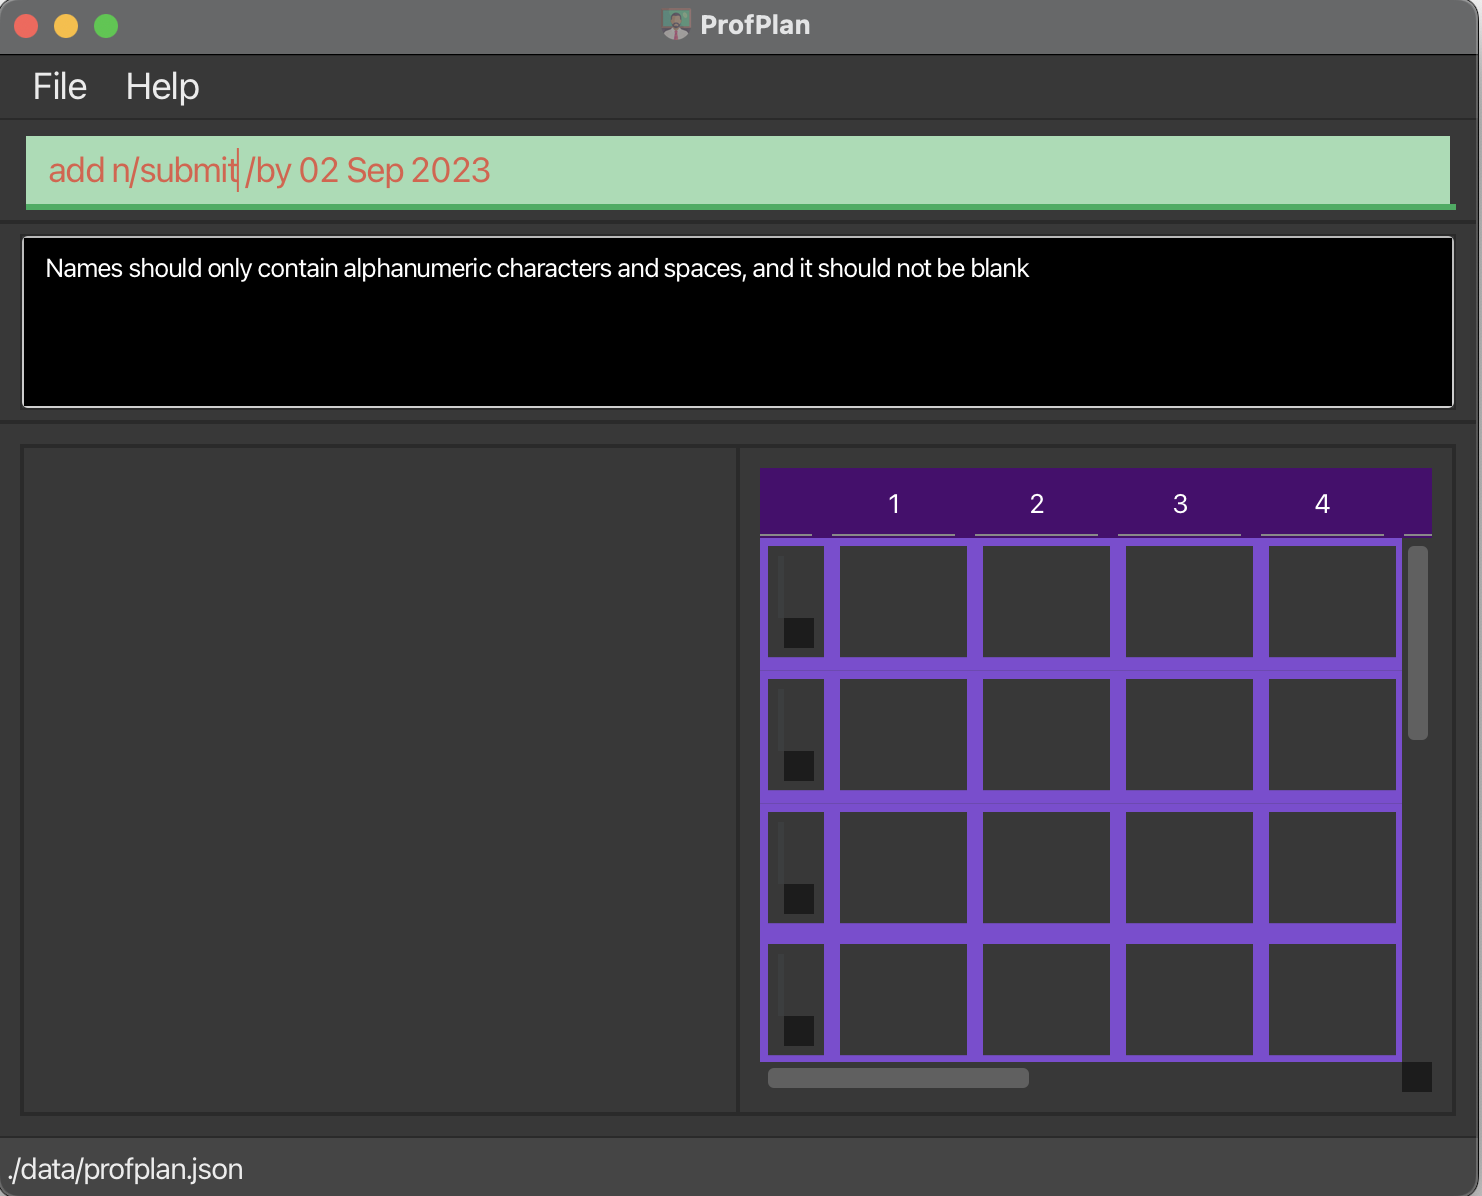 ProfPlan
File Help
add n/submit /by 02 Sep 2023
Names should only contain alphanumeric characters and spaces, and it should not be blank
1 2 3 4
./data/profplan.json